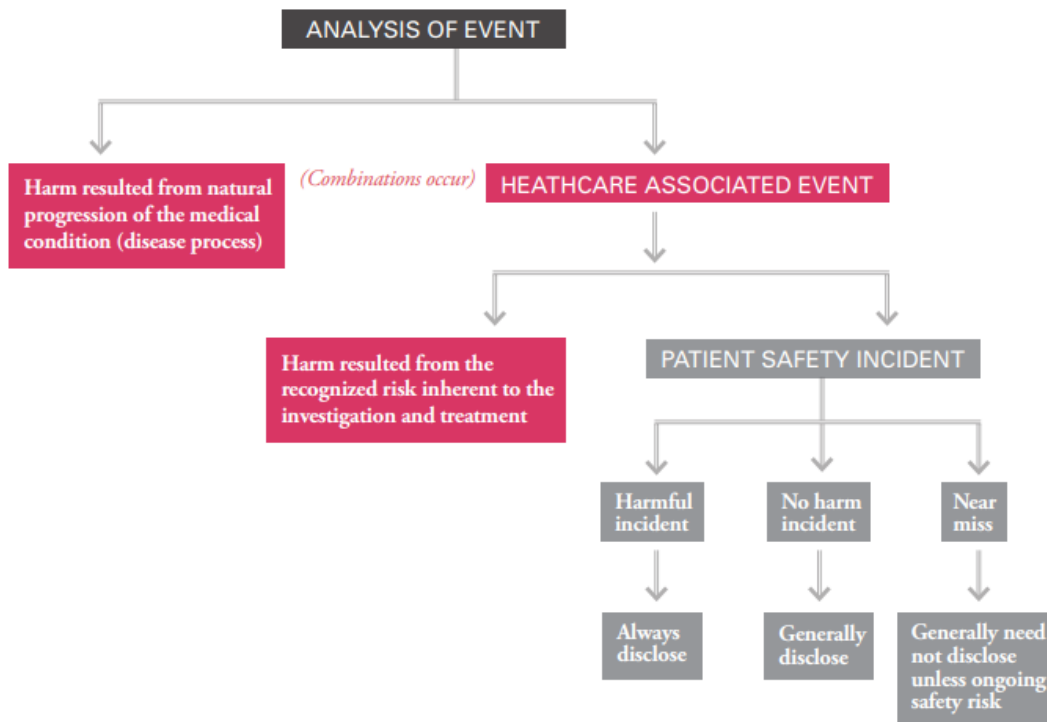 ANALYSIS OF EVENT
Harm resulted from natural
progression of the medical
condition (disease process)
(Combinations occur)
HEATHCARE ASSOCIATED EVENT
Harm resulted from the
recognized risk inherent to the
investigation and treatment
PATIENT SAFETY INCIDENT
Harmful
incident
No harm
incident
Near
miss
Always
disclose
Generally
disclose
Generally need
not disclose
unless ongoing
safety risk